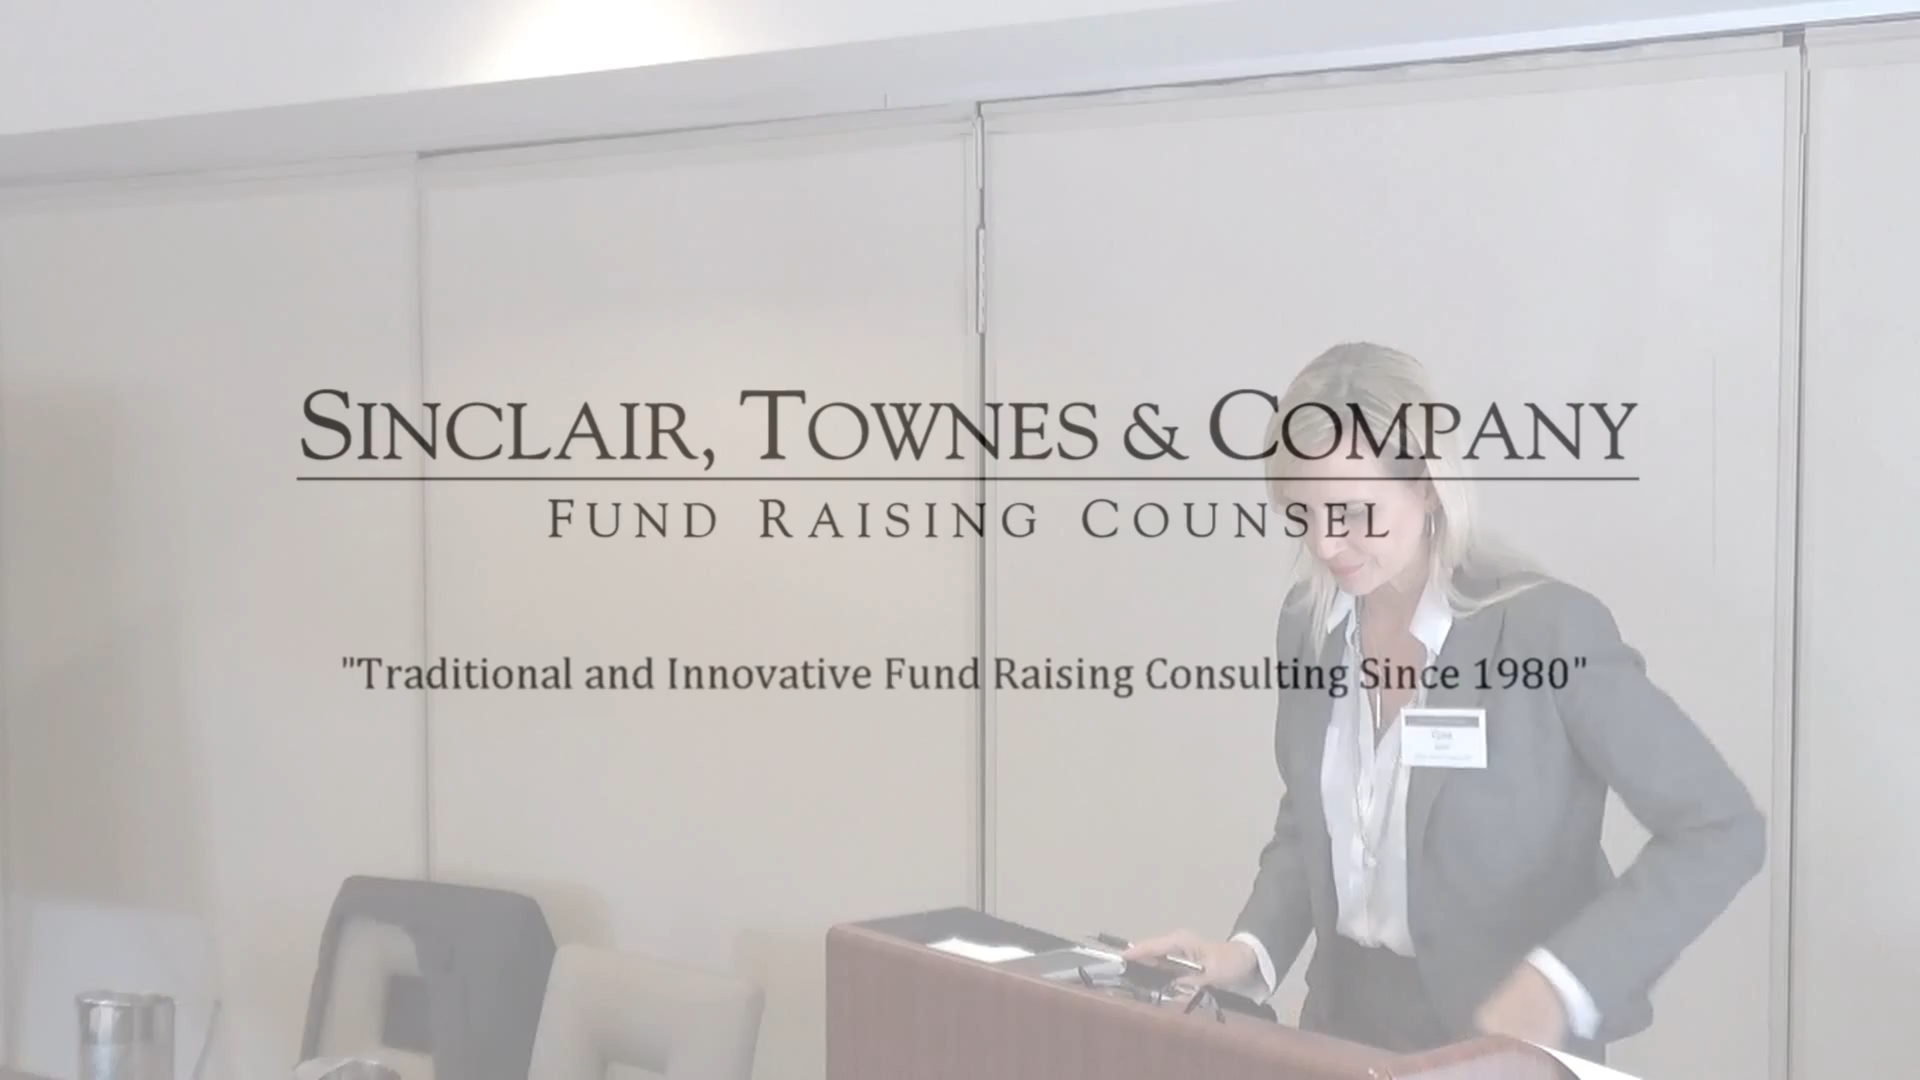 SINCLAIR, TOWNES & COMPANY
FUND RAISING COUNSEL
"Traditional and Innovative Fund Raising Consulting Since 1980"